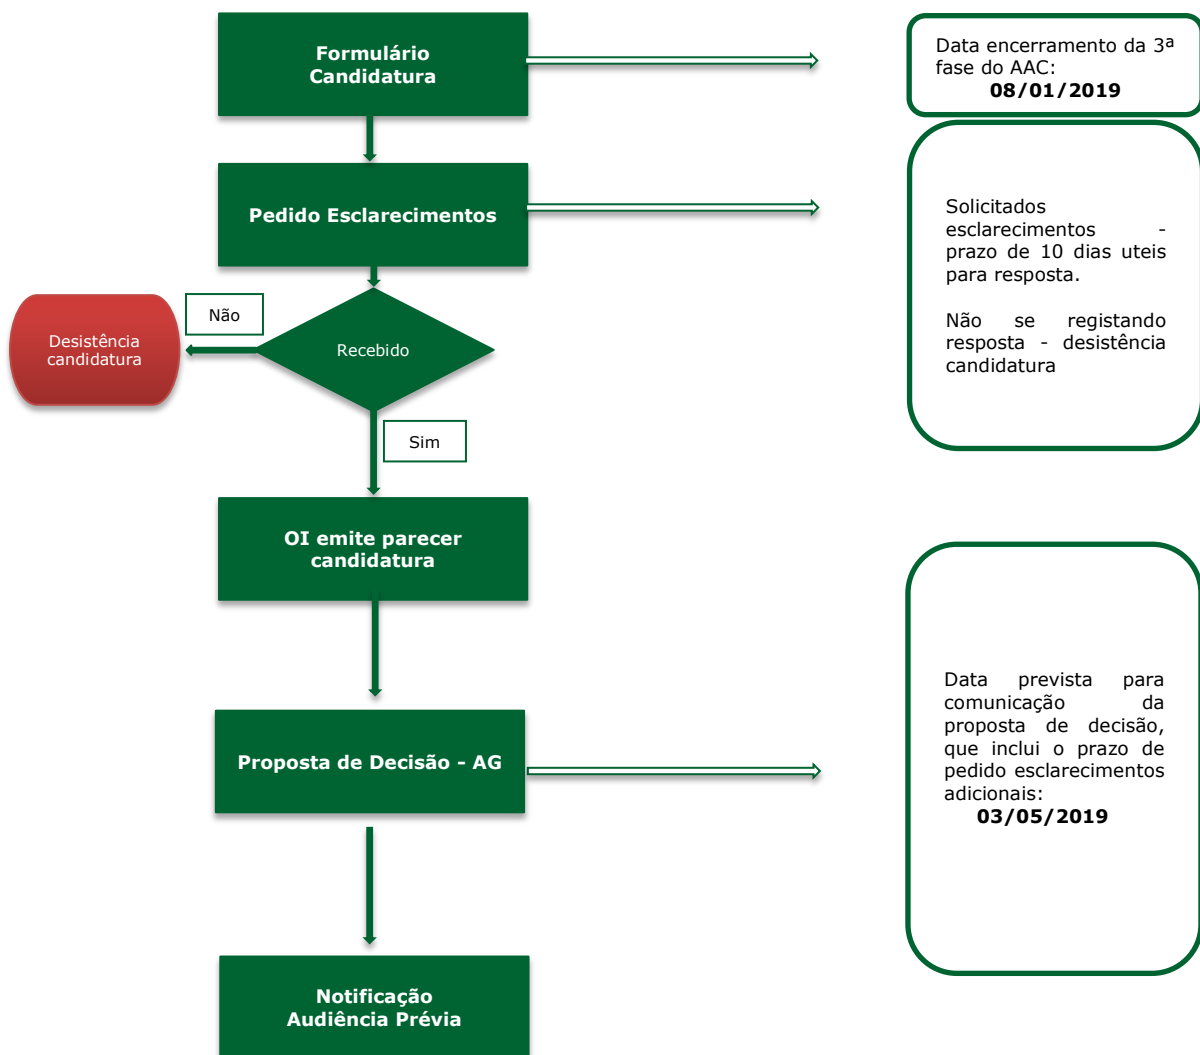 Formulário
Candidatura
Data encerramento da 3ª
fase do AAC:
08/01/2019
Pedido Esclarecimentos
Solicitados
esclarecimentos -
prazo de 10 dias uteis
para resposta.
Não se registando
resposta - desistência
candidatura
Não
Desistência
candidatura
Recebido
Sim
OI emite parecer
candidatura
Proposta de Decisão - AG
Data prevista para
comunicação da
proposta de decisão,
que inclui o prazo de
pedido esclarecimentos
adicionais:
03/05/2019
Notificação
Audiência Prévia